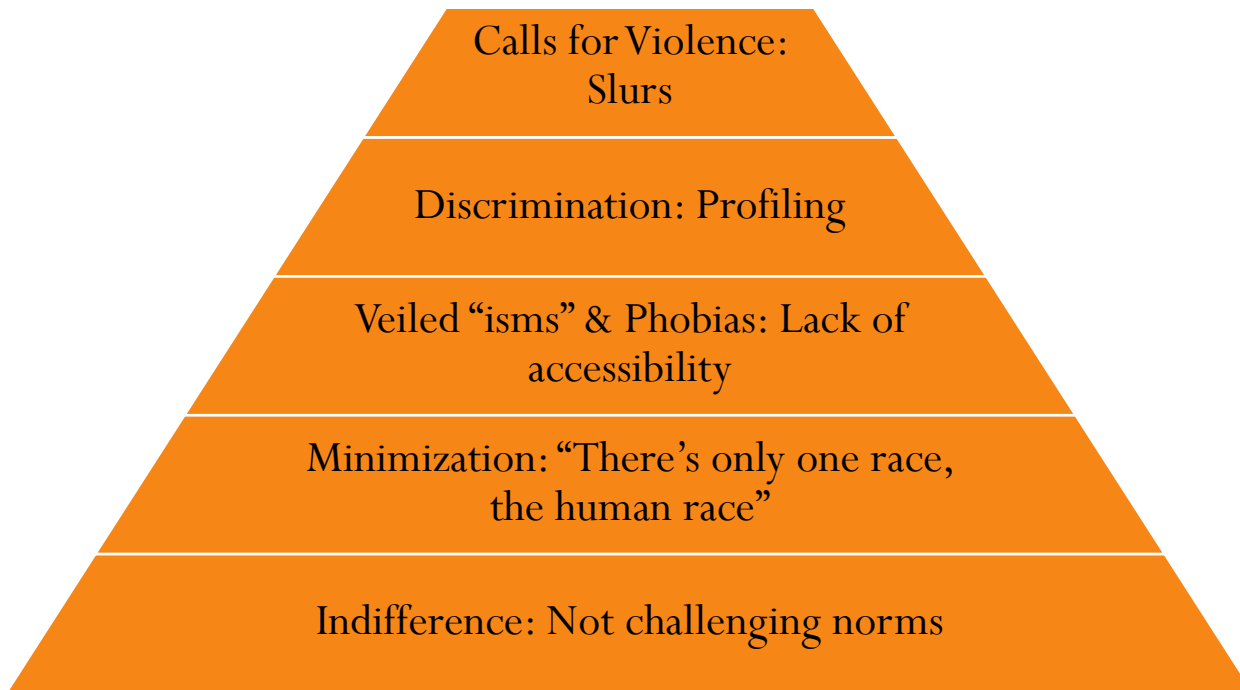 Calls for Violence:
Slurs
Discrimination: Profiling
Veiled “isms” & Phobias: Lack of
accessibility
Minimization: “There’s only one race,
the human race”
Indifference: Not challenging norms